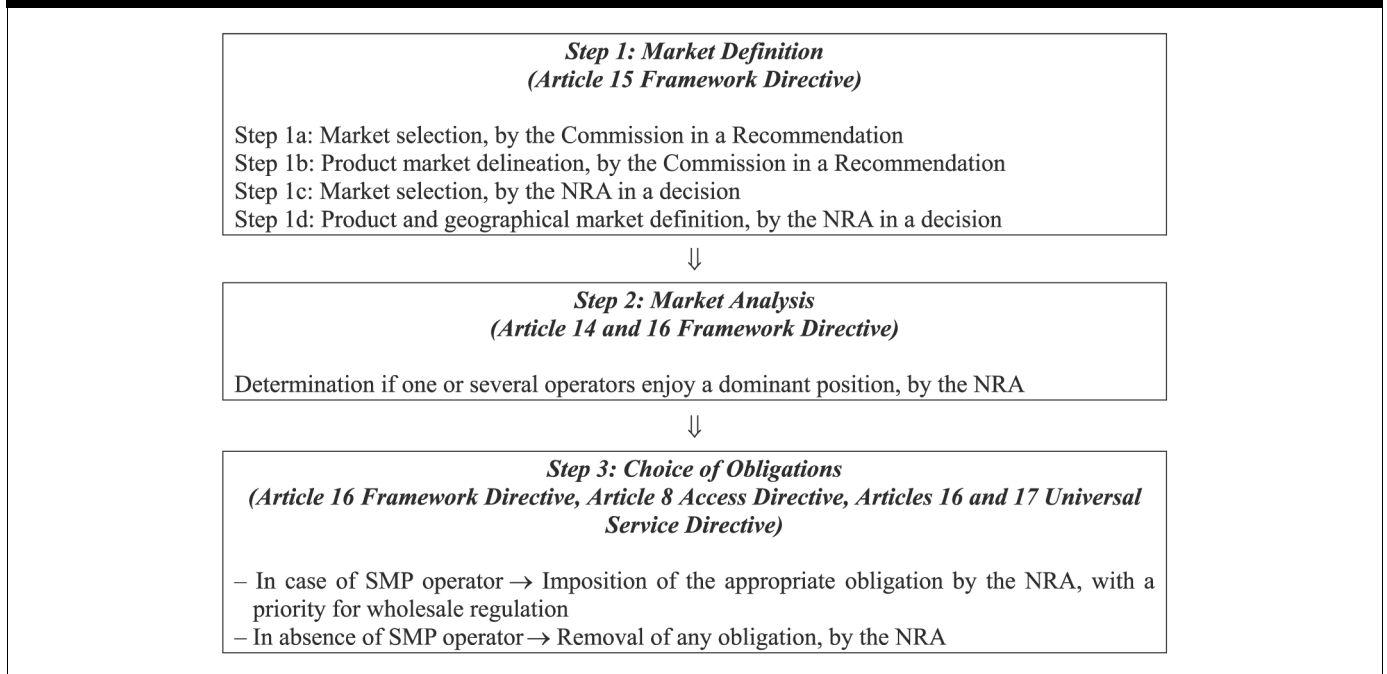 Step 1: Market Definition
(Article 15 Framework Directive)
Step 1a: Market selection, by the Commission in a Recommendation
Step 1b: Product market delineation, by the Commission in a Recommendation
Step 1c: Market selection, by the NRA in a decision
Step 1d: Product and geographical market definition, by the NRA in a decision
⇓
Step 2: Market Analysis
(Article 14 and 16 Framework Directive)
Determination if one or several operators enjoy a dominant position, by the NRA
⇓
Step 3: Choice of Obligations
(Article 16 Framework Directive, Article 8 Access Directive, Articles 16 and 17 Universal
Service Directive)
– In case of SMP operator → Imposition of the appropriate obligation by the NRA, with a
priority for wholesale regulation
– In absence of SMP operator → Removal of any obligation, by the NRA